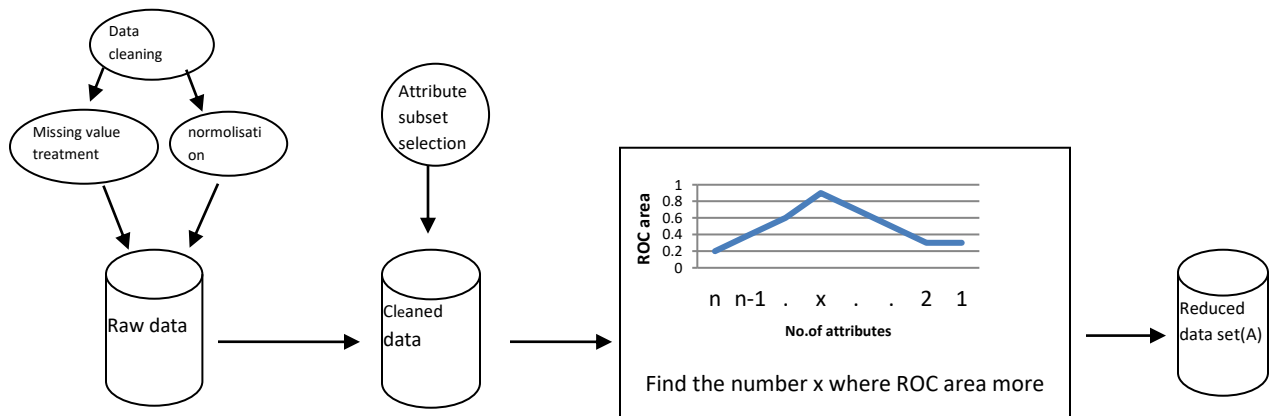 Data
cleaning
Missing value
treatment
normolisati
on
Raw data
Attribute
subset
selection
Cleaned
data
ROC area
1
0.8
0.6
0.4
0.2
0
n n-1 . x . . 2 1
No.of attributes
Find the number x where ROC area more
Reduced
data set(A)